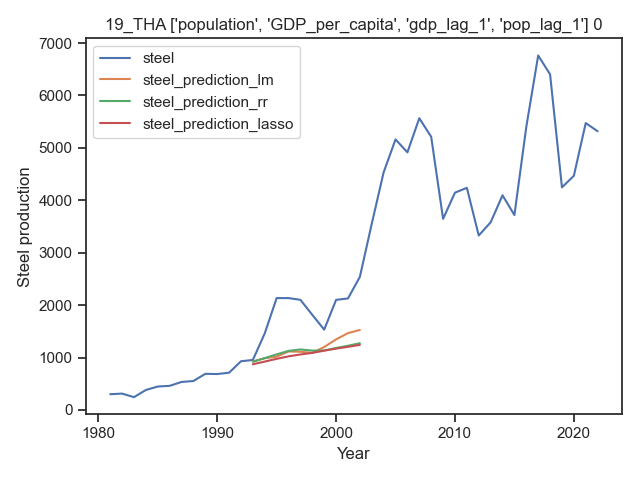 19_THA ['population', 'GDP_per_capita', 'gdp_lag_1', 'pop_lag_1'] 0
steel
steel_prediction_lm
steel_prediction_rr
steel_prediction_lasso
Steel production
7000
6000
5000
4000
3000
2000
1000
0
1980
1990
2000
2010
2020
Year